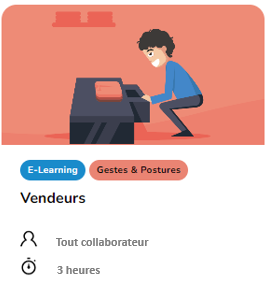 E-Learning Gestes & Postures
Vendeurs
Tout collaborateur
3 heures